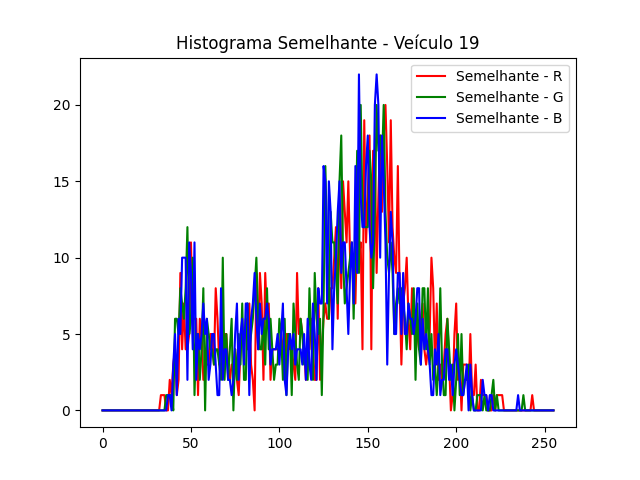 Histograma Semelhante - Veículo 19
Semelhante - R
Semelhante - G
Semelhante - B
20
15
10
5
0
0 50 100 150 200 250